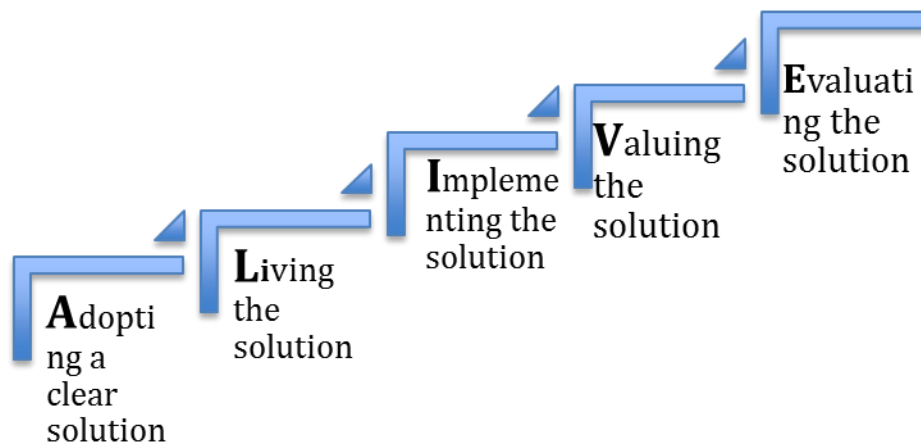 Adopti
ng a
clear
solution
Living
the
solution
Impleme
nting the
solution
Valuing
the
solution
Evaluati
ng the
solution